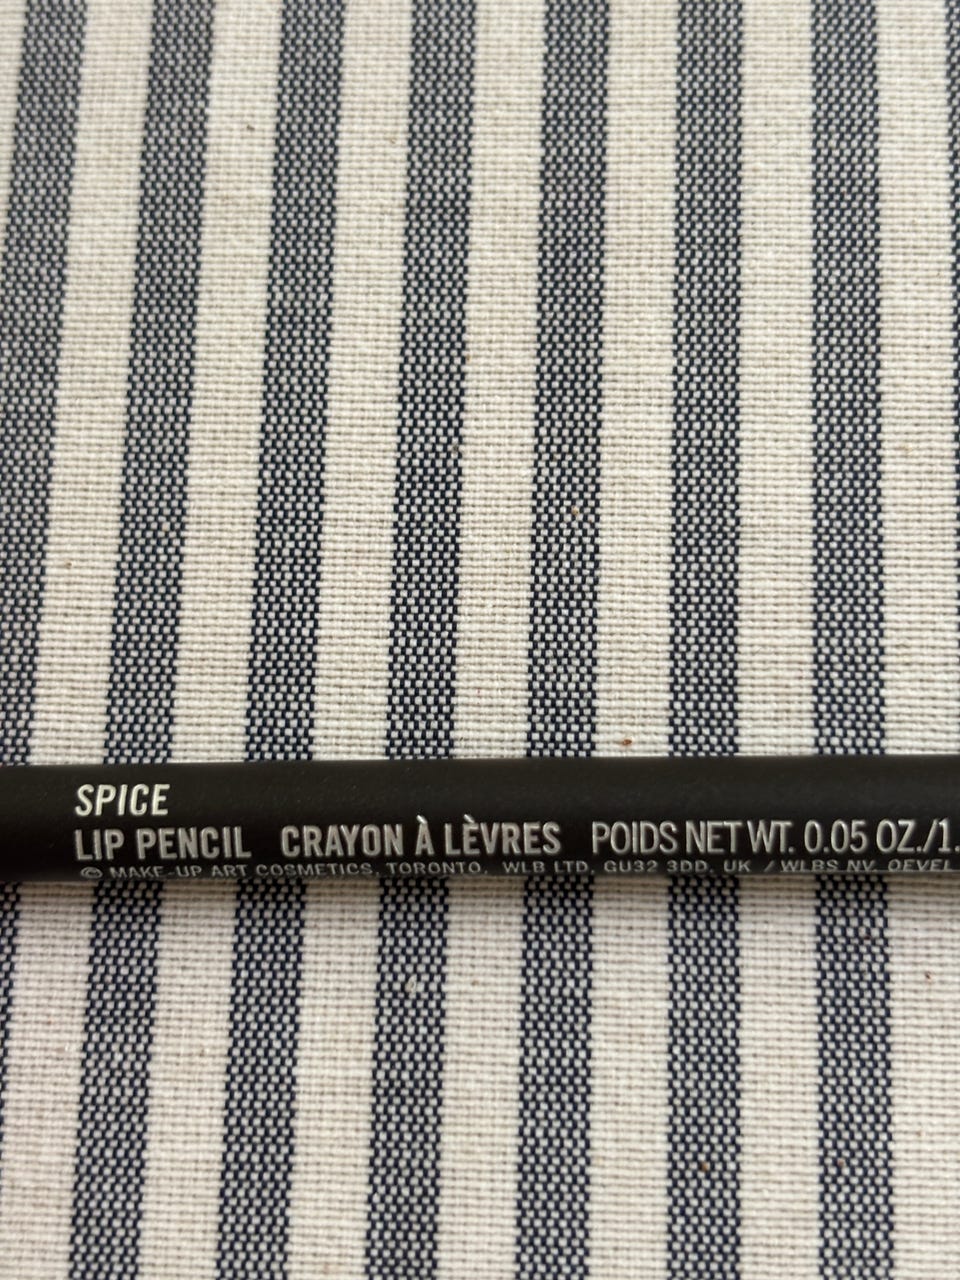 SPICE
LIP PENCIL CRAYON À LÈVRES POIDS NET WT. 0.05 OZ./1.
© MAKE-UP ART COSMETICS, TORONTO, WLB LTD, GU32 3DD, UK / WLBS NV, OEVEL